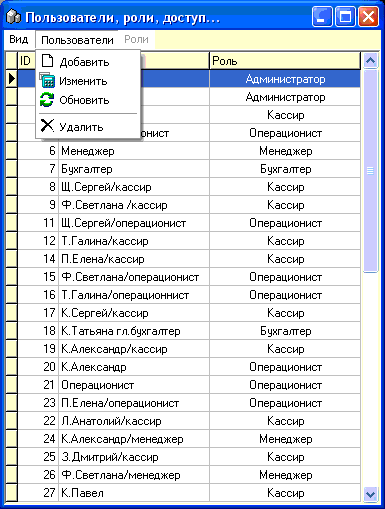 Пользователи, роли, доступ...
Вид Пользователи Роли
ID Роль
Добавить Администратор
Изменить Администратор
Обновить Кассир
ционист Операционист
Удалить
6 Менеджер Менеджер
7 Бухгалтер Бухгалтер
8 Щ.Сергей/кассир Кассир
9 Ф.Светлана /кассир Кассир
11 Щ.Сергей/операционист Операционист
12 Т.Галина/кассир Кассир
14 П.Елена/кассир Кассир
15 Ф.Светлана/операционист Операционист
16 Т.Галина/операционнист Операционист
17 К.Сергей/кассир Кассир
18 К.Татьяна гл.бухгалтер Бухгалтер
19 К.Александр/кассир Кассир
20 К.Александр Операционист
21 Операционист Операционист
23 П.Елена/операционист Операционист
22 Л.Анатолий/кассир Кассир
24 К.Александр/менеджер Менеджер
25 З.Дмитрий/кассир Кассир
26 Ф.Светлана/менеджер Менеджер
27 К.Павел Кассир